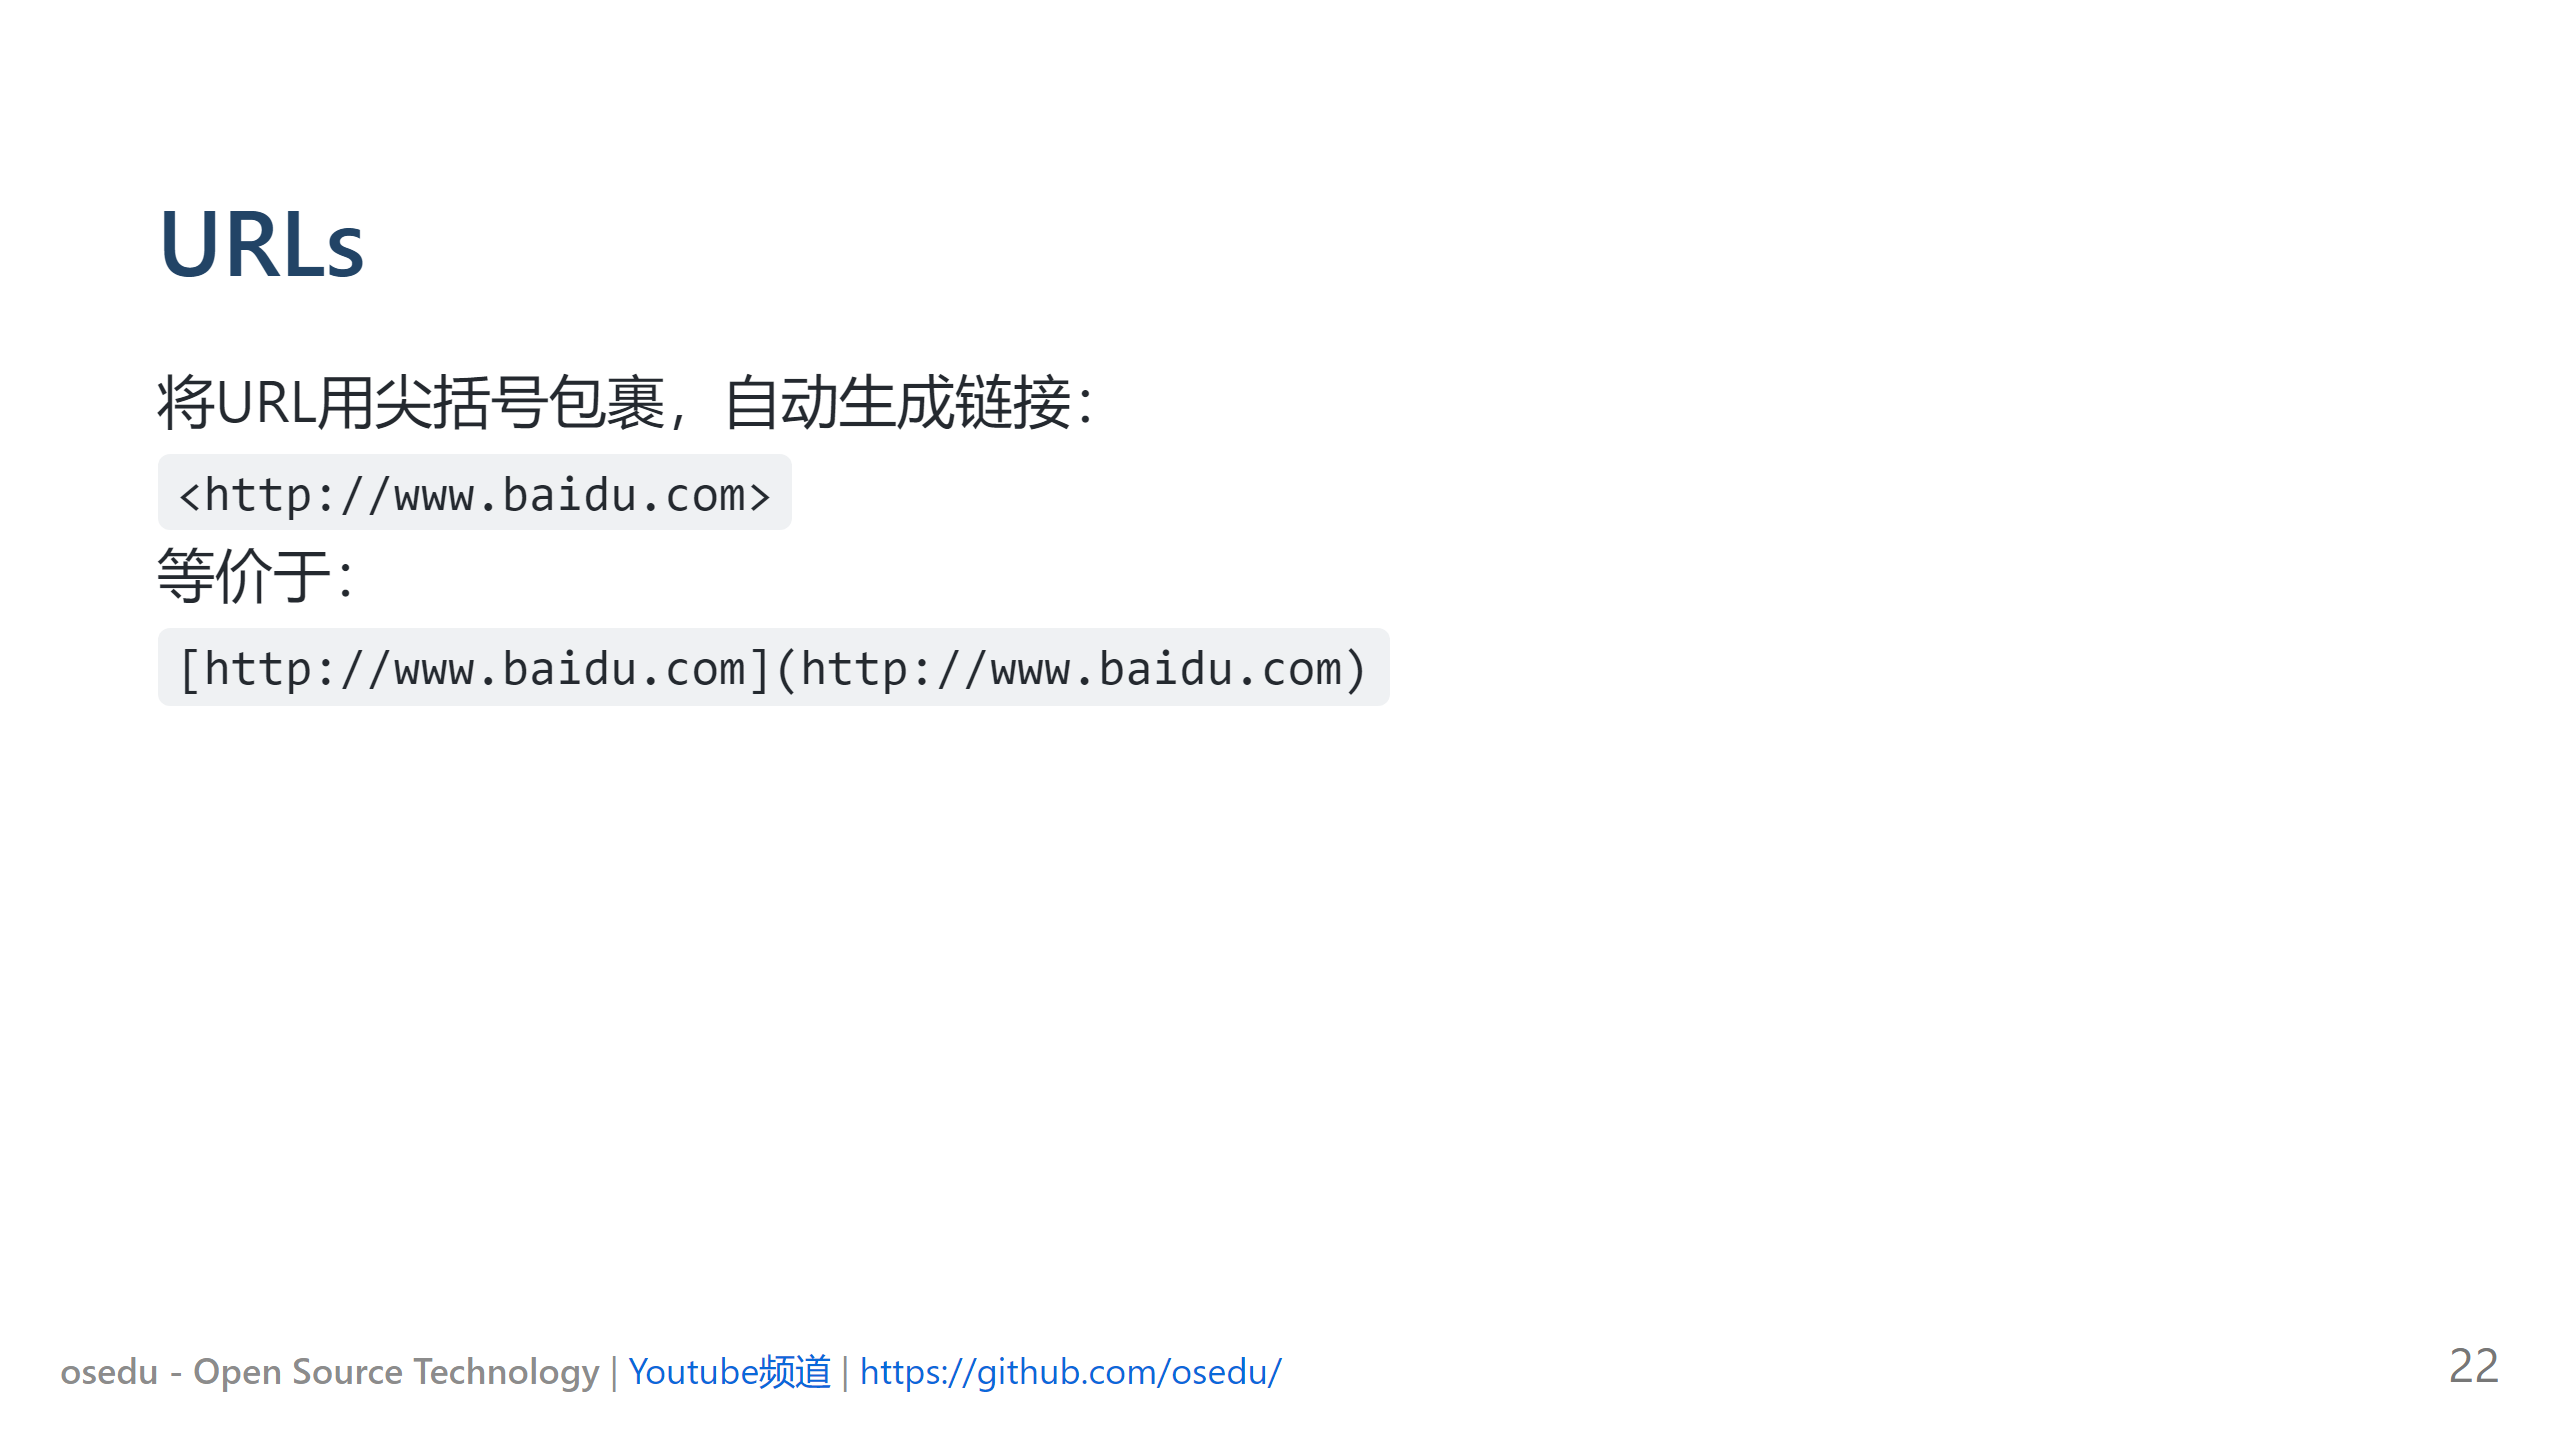 URLs
将URL用尖括号包裹，自动生成链接：
<http://www.baidu.com>
等价于：
[http://www.baidu.com](http://www.baidu.com)
osedu - Open Source Technology | Youtube频道 | https://github.com/osedu/
22